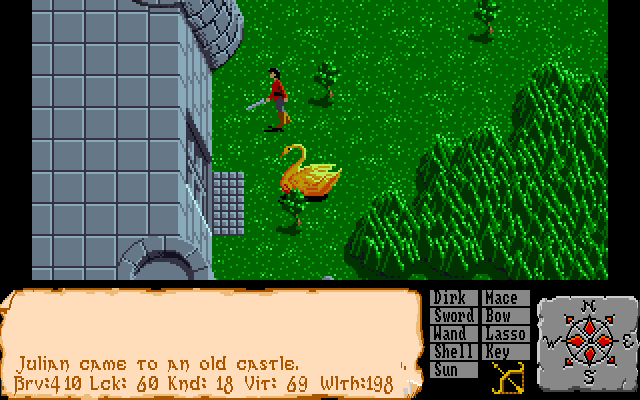 Julian came to an old castle.
Brv:410 Lck: 60 Knd: 18 Vit: 69 Wlth:198
Dirk Mace
Sword Bow
Wand Lasso
Shell Key
Sun
N
W E
S